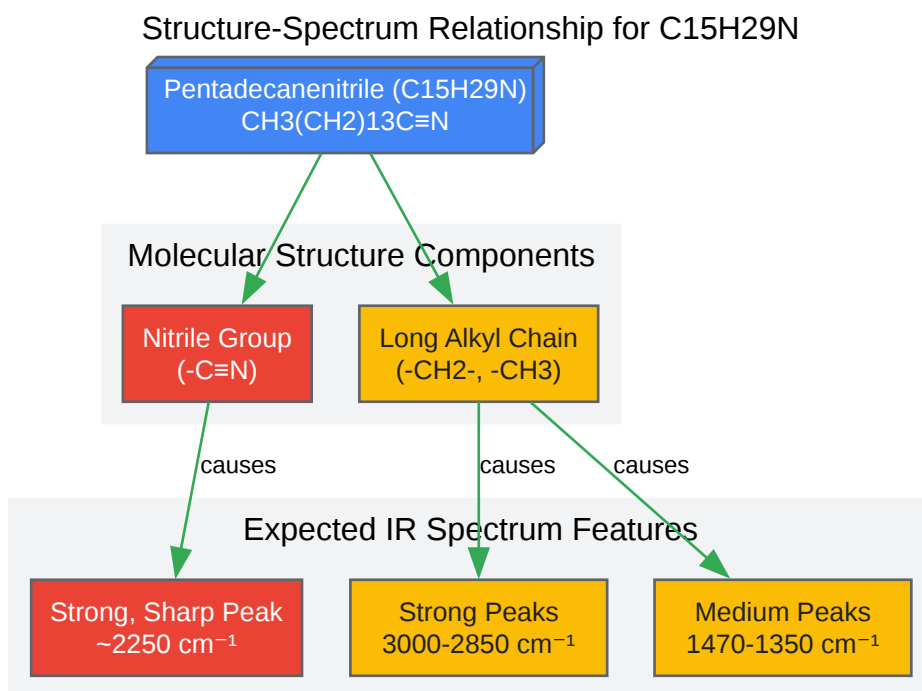 Structure-Spectrum Relationship for C15H29N
Pentadecanenitrile (C15H29N)
CH3(CH2)13C≡N
Molecular Structure Components
Nitrile Group
(-C≡N)
Long Alkyl Chain
(-CH2-, -CH3)
causes
causes
causes
Expected IR Spectrum Features
Strong, Sharp Peak
~2250 cm⁻¹
Strong Peaks
3000-2850 cm⁻¹
Medium Peaks
1470-1350 cm⁻¹